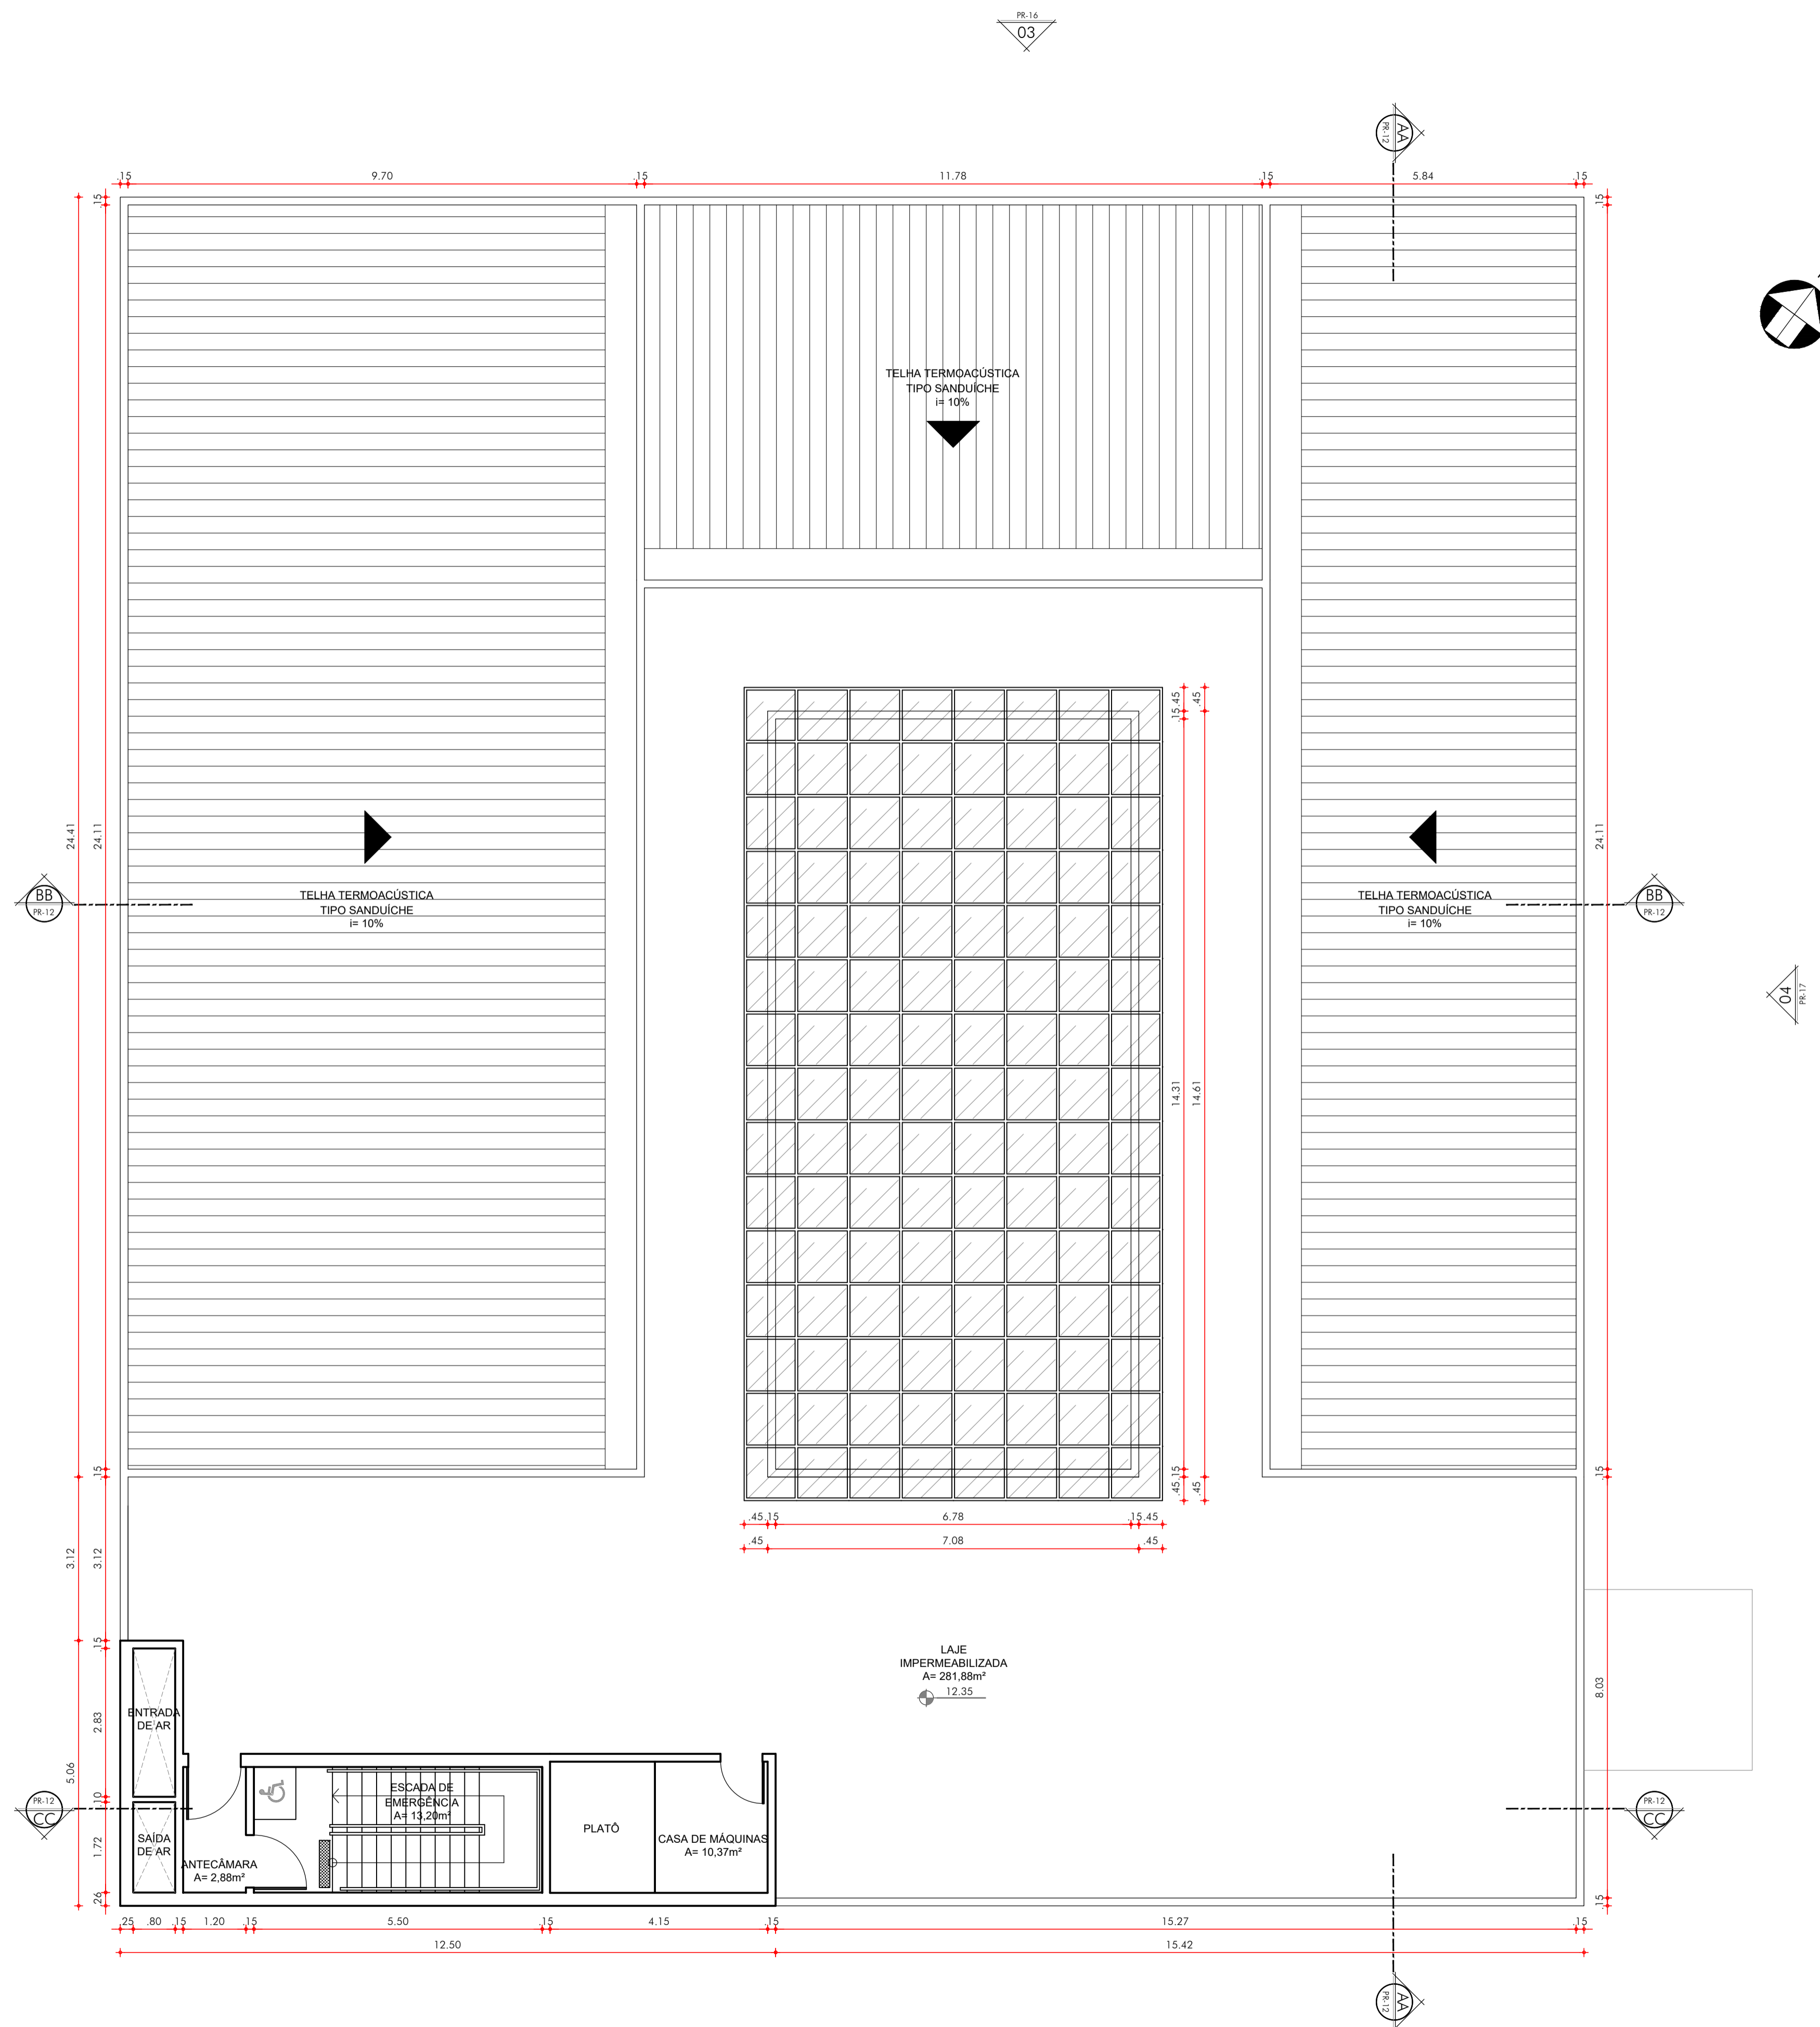 PR-16
03
AA
PR-12
.15
9.70
.15
11.78
.15
5.84
.15
.15
.15
TELHA TERMOACÚSTICA
TIPO SANDUÍCHE
i= 10%
24.41
24.11
24.11
.15
.45
.45
BB
PR-12
TELHA TERMOACÚSTICA
TIPO SANDUÍCHE
i= 10%
TELHA TERMOACÚSTICA
TIPO SANDUÍCHE
i= 10%
BB
PR-12
04
PR-17
14.31
14.61
.15
.15
.15
.45
.45
.45
.15
6.78
.15
.45
.45
7.08
.45
3.12
3.12
.15
LAJE
IMPERMEABILIZADA
A= 281,88m²
12.35
8.03
ENTRADA
DE AR
2.83
5.06
.10
PR-12
CC
ESCADA DE
EMERGÊNCIA
A= 13,20m²
PLATÔ
CASA DE MÁQUINAS
A= 10,37m²
PR-12
CC
SAÍDA
DE AR
1.72
ANTECÂMARA
A= 2,88m²
.26
.15
.25
.80
.15
1.20
.15
5.50
.15
4.15
.15
15.27
.15
12.50
15.42
AA
PR-12